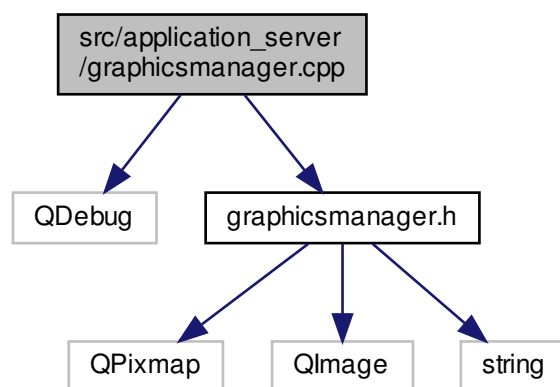 src/application_server
/graphicsmanager.cpp
QDebug
graphicsmanager.h
QPixmap
QImage
string